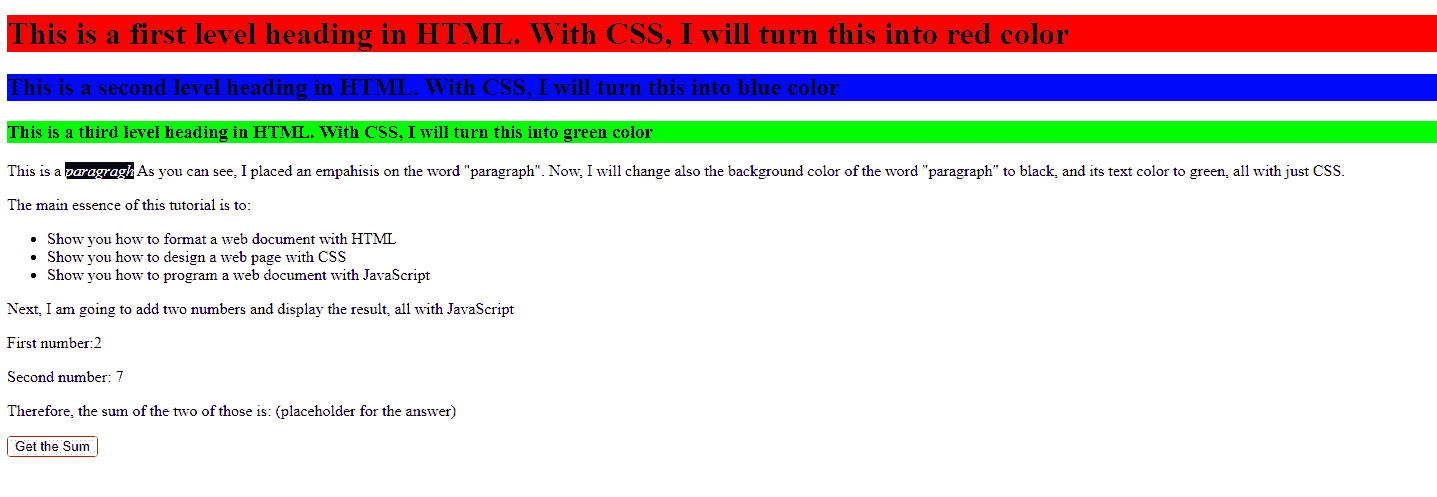 This is a first level heading in HTML. With CSS, I will turn this into red color
This is a second level heading in HTML. With CSS, I will turn this into blue color
This is a third level heading in HTML. With CSS, I will turn this into green color
This is a paragragh As you can see, I placed an empahisis on the word "paragraph". Now, I will change also the background color of the word "paragraph" to black, and its text color to green, all with just CSS.
The main essence of this tutorial is to:
• Show you how to format a web document with HTML
• Show you how to design a web page with CSS
• Show you how to program a web document with JavaScript
Next, I am going to add two numbers and display the result, all with JavaScript
First number:2
Second number: 7
Therefore, the sum of the two of those is: (placeholder for the answer)
Get the Sum